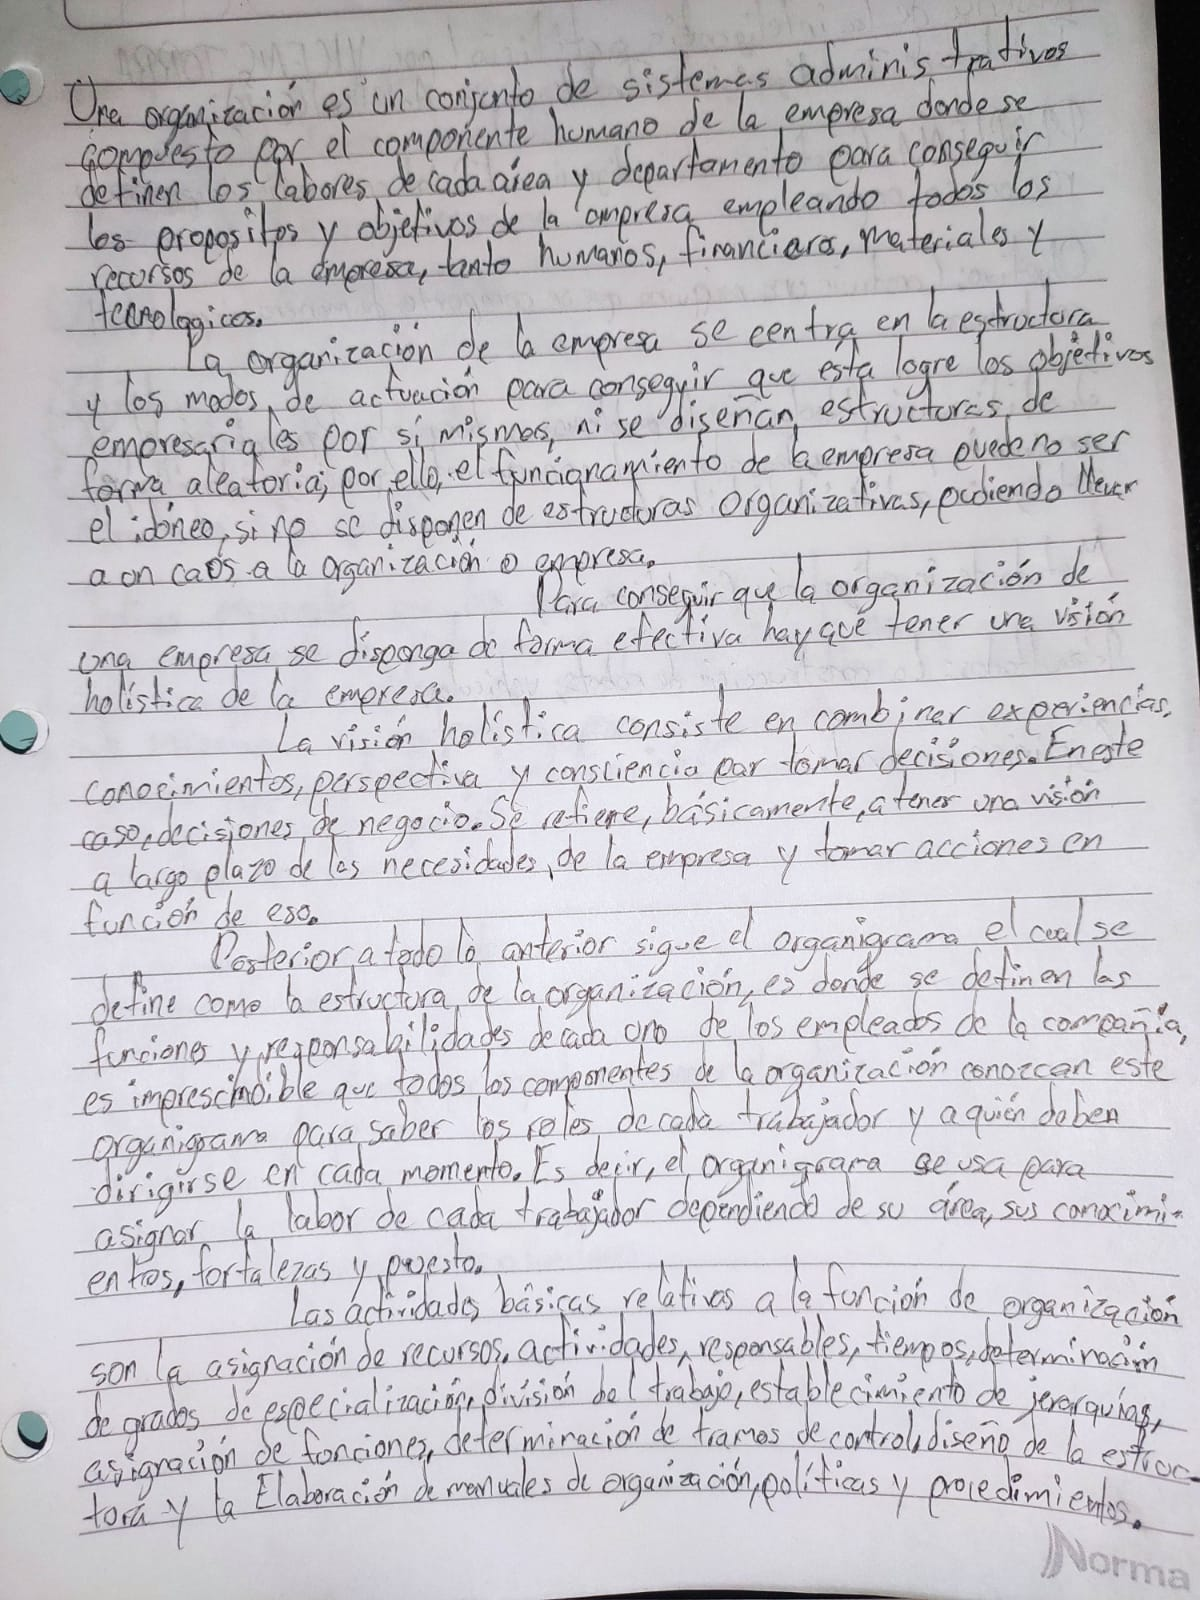 Una organización es un conjunto de sistemas administrativos
compuesto por el componente humano de la empresa donde se
definen los labores de cada área y departamento para conseguir
los propositos y objetivos de la empresa empleando todos los
recursos de la empresa, tanto humanos, financieros, materiales y
tecnologicos.
La organización de la empresa se centra en la estructura
y los modos de actuación para conseguir que esta logre los objetivos
empresariales por sí mismos, ni se diseñan estructuras de
forma aleatoria; por ello, el funcionamiento de la empresa puede no ser
el idóneo, si no se disponen de estructuras organizativas, pudiendo llevar
a un caos a la organización o empresa.
Para conseguir que la organización de
una empresa se disponga de forma efectiva hay que tener una visión
holística de la empresa.
La visión holística consiste en combinar experiencias,
conocimientos, perspectiva y consciencia par tomar decisiones. En este
caso, decisiones de negocio. Se refiere, básicamente, a tener una visión
a largo plazo de las necesidades de la empresa y tomar acciones en
función de eso.
Posterior a todo lo anterior sigue el organigrama el cual se
define como la estructura de la organización, es donde se definen las
funciones y responsabilidades de cada uno de los empleados de la compañia,
es imprescindible que todos los componentes de la organización conozcan este
organigrama para saber los roles de cada trabajador y a quién deben
dirigirse en cada momento. Es decir, el organigrama se usa para
asignar la labor de cada trabajador dependiendo de su área, sus conocimi-
entos, fortalezas y puesto.
Las actividades básicas relativas a la función de organización
son la asignación de recursos, actividades, responsables, tiempos, determinación
de grados de especialización, división del trabajo, establecimiento de jerarquías,
asignación de funciones, determinación de tramos de control, diseño de la estruc-
tura y la Elaboración de manuales de organización, políticas y procedimientos.
Norma